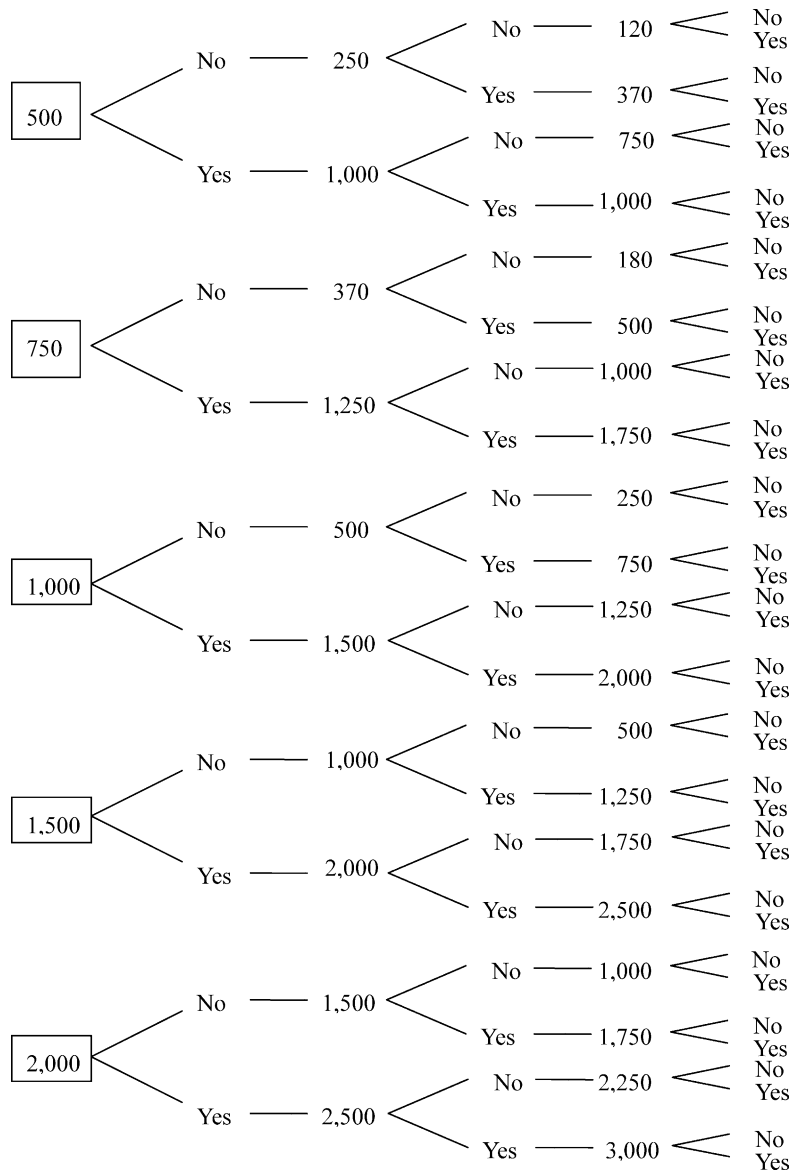 No
120
No
Yes
No
250
Yes
370
No
Yes
500
Yes
1,000
No
750
No
Yes
Yes
1,000
No
Yes
No
370
No
180
No
Yes
Yes
500
No
Yes
750
Yes
1,250
No
1,000
No
Yes
Yes
1,750
No
Yes
No
500
No
250
No
Yes
Yes
750
No
Yes
1,000
Yes
1,500
No
1,250
No
Yes
Yes
2,000
No
Yes
No
1,000
No
500
No
Yes
Yes
1,250
No
Yes
1,500
Yes
2,000
No
1,750
No
Yes
Yes
2,500
No
Yes
No
1,500
No
1,000
No
Yes
Yes
1,750
No
Yes
2,000
Yes
2,500
No
2,250
No
Yes
Yes
3,000
No
Yes